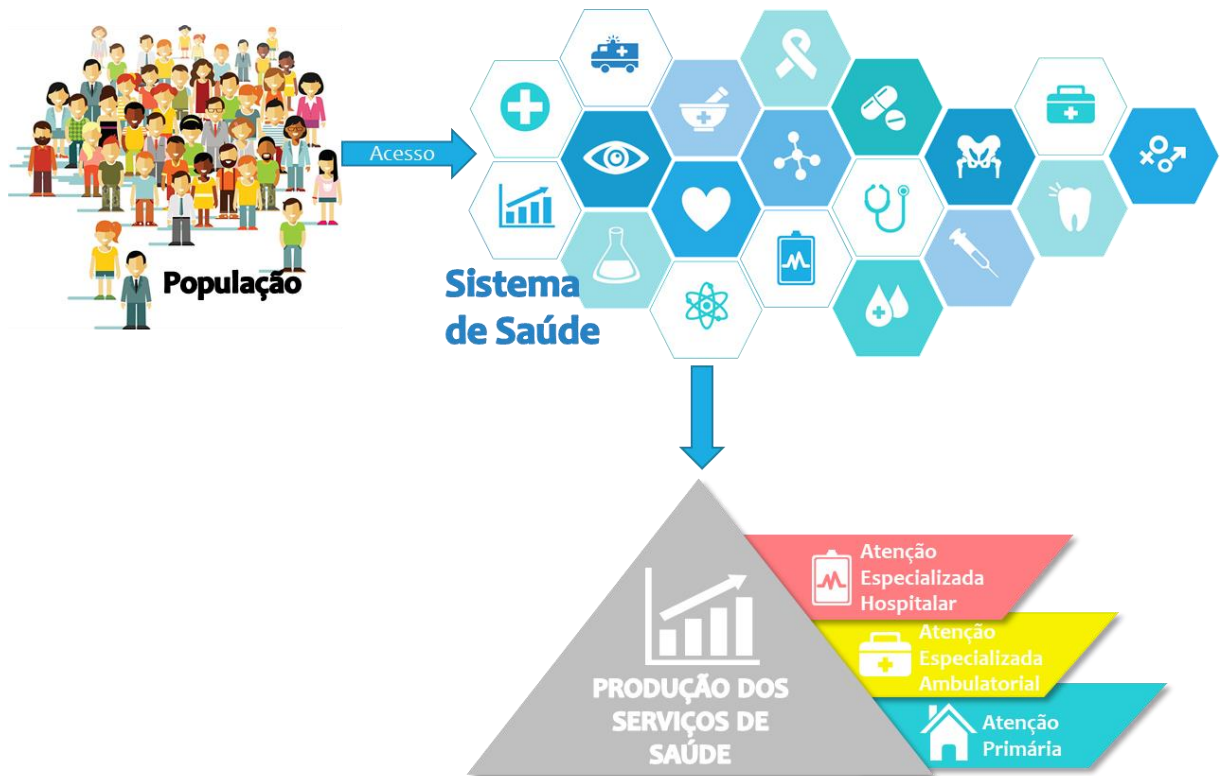 Acesso
População
Sistema
de Saúde
Atenção
Especializada
Hospitalar
Atenção
Especializada
Ambulatorial
PRODUÇÃO DOS
SERVIÇOS DE
SAÚDE
Atenção
Primária